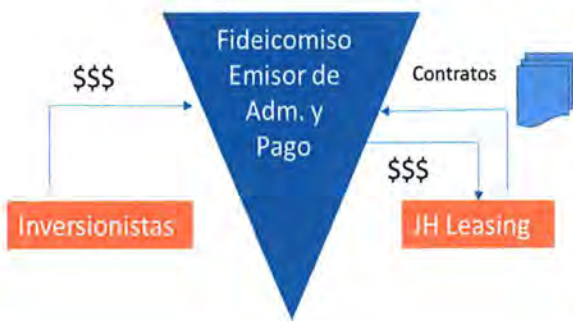 Fideicomiso
Emisor de
Adm. y
Pago
$$$
Contratos
$$$
Inversionistas
JH Leasing